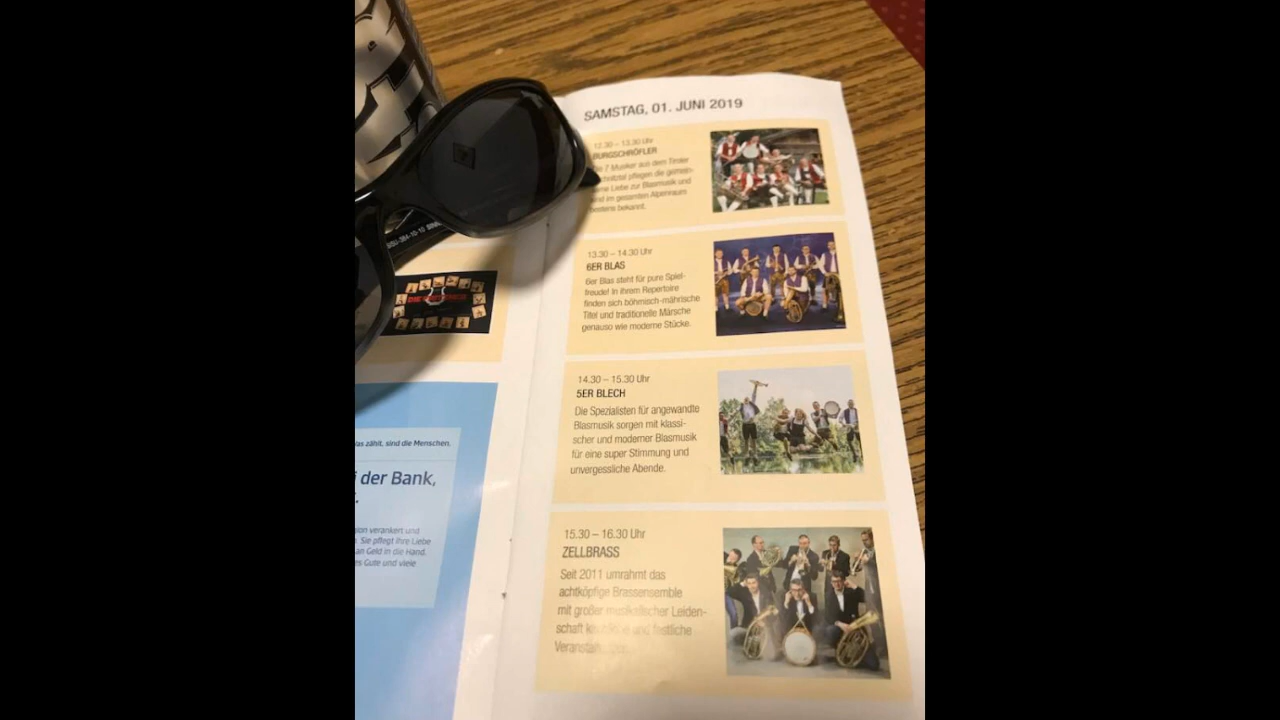 SAMSTAG, 01. JUNI 2019
12.30 – 13.30 Uhr
BURGSCHRÖFLER
7 Musiker aus dem Tiroler
pflegen die gemein-
Liebe zur Blasmusik und
im gesamten Alpenraum
bestens bekannt.
13.30 – 14.30 Uhr
6ER BLAS
6er Blas steht für pure Spiel-
freude! In ihrem Repertoire
finden sich böhmisch-mährische
Titel und traditionelle Märsche
genauso wie moderne Stücke.
14.30 – 15.30 Uhr
5ER BLECH
Die Spezialisten für angewandte
Blasmusik sorgen mit klassi-
scher und moderner Blasmusik
für eine super Stimmung und
unvergessliche Abende.
15.30 – 16.30 Uhr
ZELLBRASS
Seit 2011 umrahmt das
achtköpfige Brassensemble
mit großer musikalischer Leiden-
schaft und festliche
was zählt, sind die Menschen.
der Bank,
verankert und
Sie pflegt Ihre Liebe
an Geld in die Hand.
Gute und viele